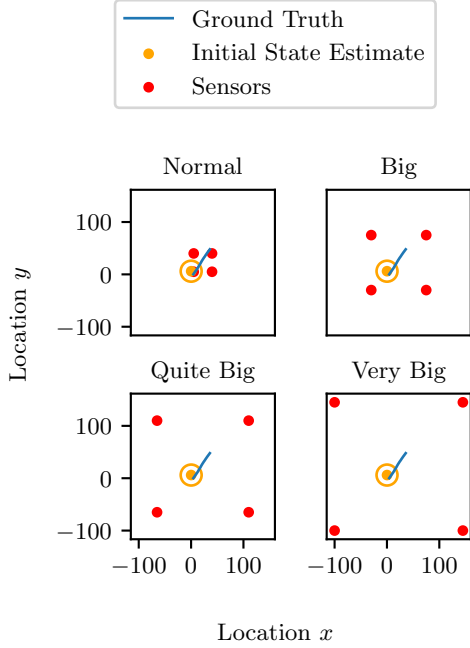 Ground Truth
Initial State Estimate
Sensors
Normal
Big
100
0
−100
Location y
Quite Big
Very Big
100
0
−100
−100 0 100
−100 0 100
Location x